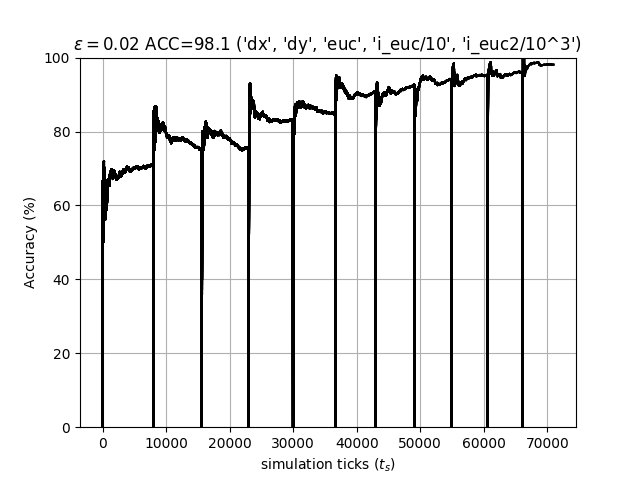 ε = 0.02 ACC=98.1 ('dx', 'dy', 'euc', 'i_euc/10', 'i_euc2/10^3')
100
80
60
40
20
0
Accuracy (%)
0 10000 20000 30000 40000 50000 60000 70000
simulation ticks (t_s)